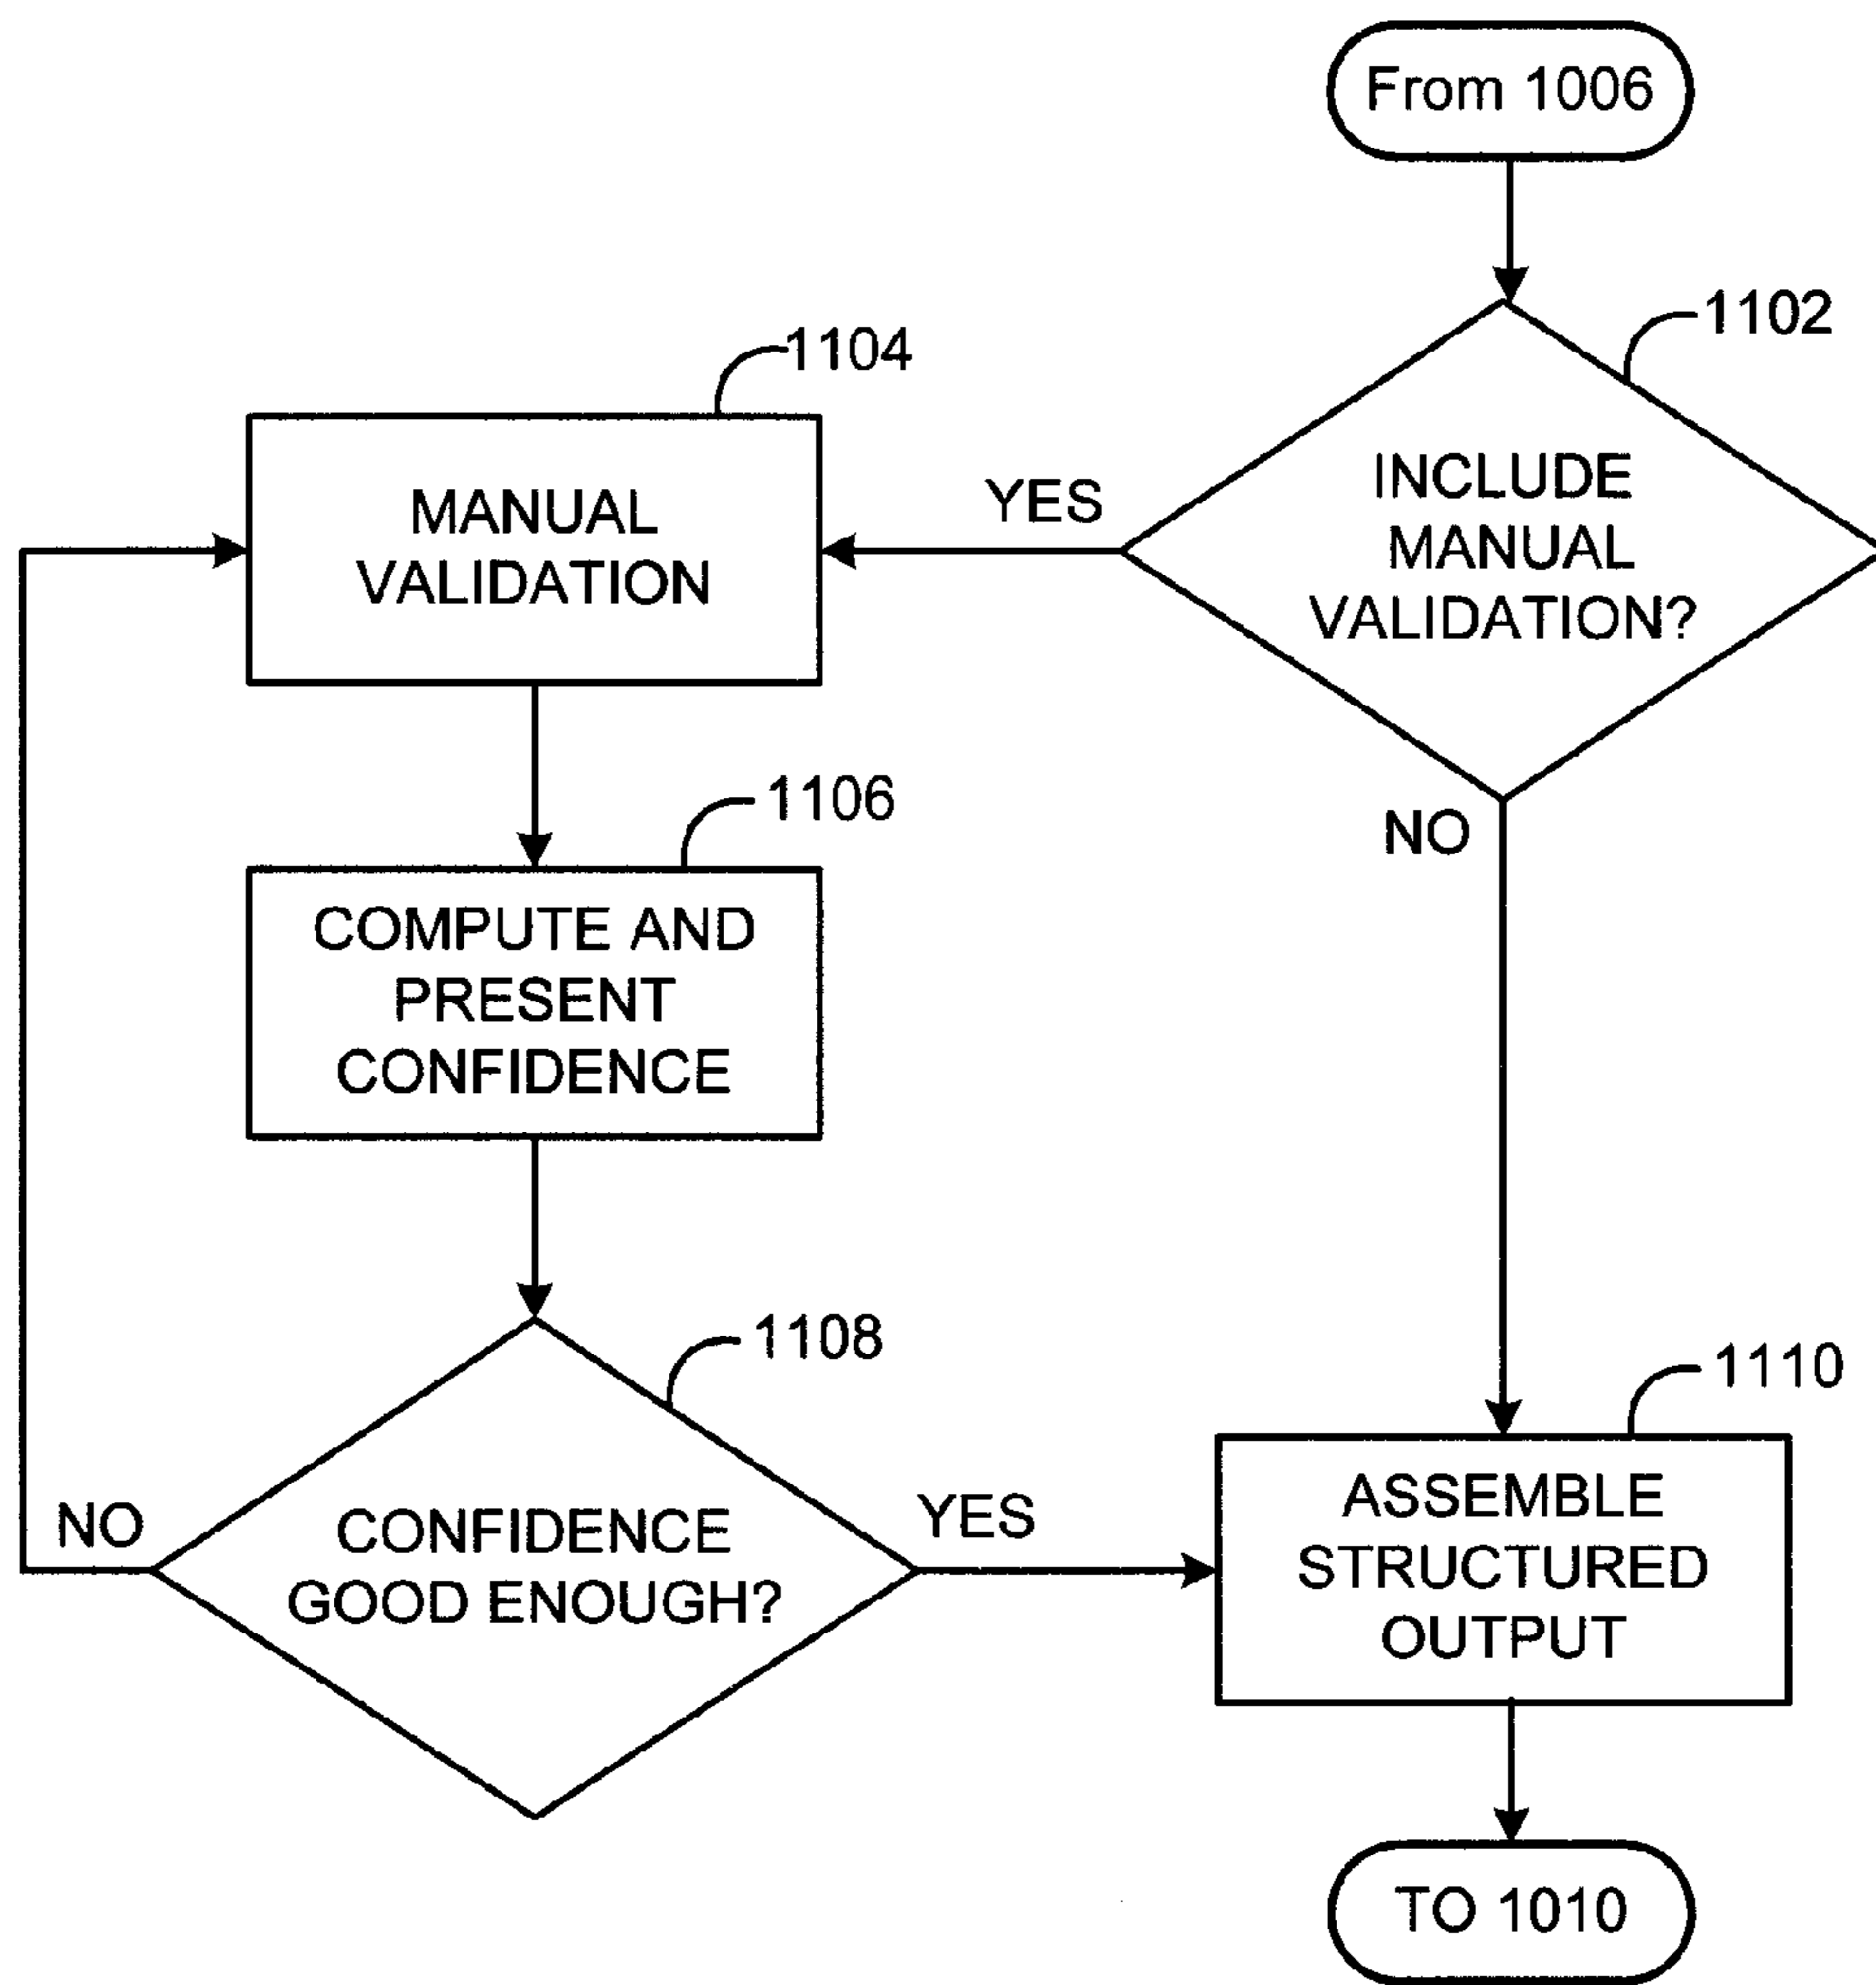 From 1006
1102
INCLUDE
MANUAL
VALIDATION?
YES
NO
1104
MANUAL
VALIDATION
1106
COMPUTE AND
PRESENT
CONFIDENCE
1108
CONFIDENCE
GOOD ENOUGH?
NO
YES
1110
ASSEMBLE
STRUCTURED
OUTPUT
TO 1010